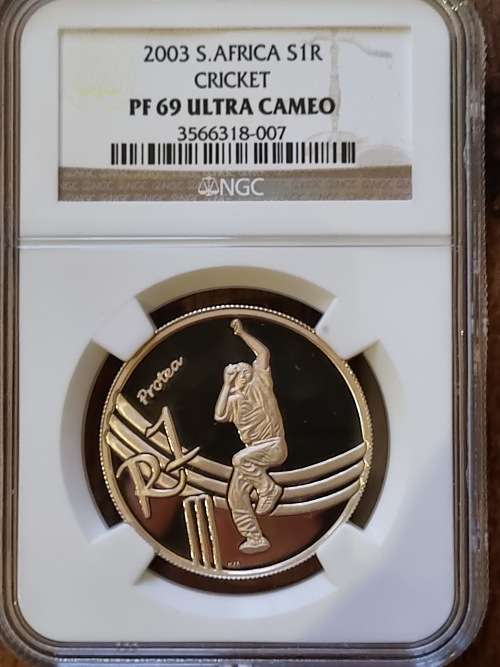 2003 S.AFRICA S1R
CRICKET
PF 69 ULTRA CAMEO
3566318-007
NGC
Protea
R1